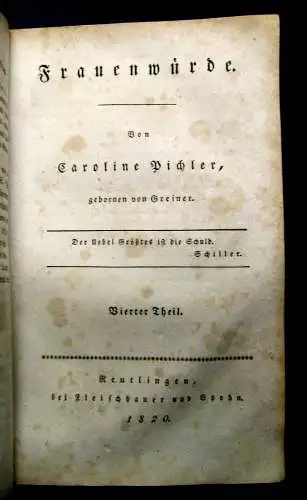 Frauenwürde.
Von
Caroline Pichler,
gebornen von Greiner.
Der Uebel Größtes ist die Schuld.
Schiller.
Vierter Theil.
Reutlingen,
bei Fleischhauer und Spohn.
1820.